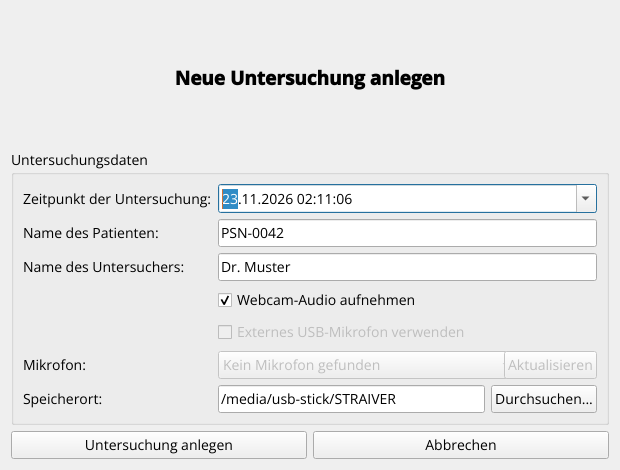 Neue Untersuchung anlegen
Untersuchungsdaten
Zeitpunkt der Untersuchung: 23.11.2026 02:11:06
Name des Patienten: PSN-0042
Name des Untersuchers: Dr. Muster
Webcam-Audio aufnehmen
Externes USB-Mikrofon verwenden
Mikrofon: Kein Mikrofon gefunden Aktualisieren
Speicherort: /media/usb-stick/STRAIVER Durchsuchen...
Untersuchung anlegen Abbrechen